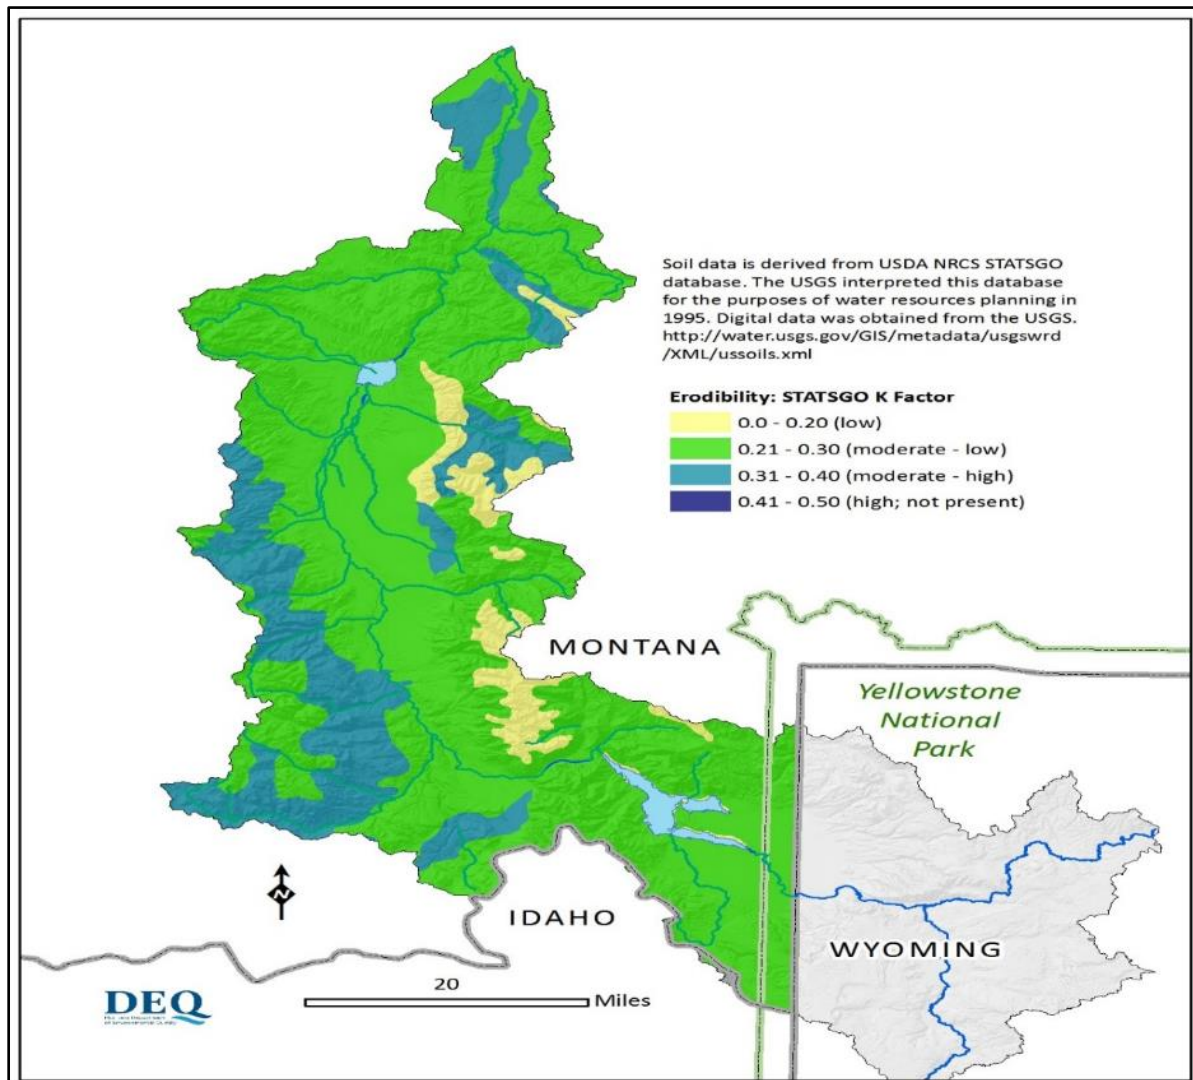 Soil data is derived from USDA NRCS STATSGO
database. The USGS interpreted this database
for the purposes of water resources planning in
1995. Digital data was obtained from the USGS.
http://water.usgs.gov/GIS/metadata/usgswrd
/XML/ussoils.xml
Erodibility: STATSGO K Factor
0.0 - 0.20 (low)
0.21 - 0.30 (moderate - low)
0.31 - 0.40 (moderate - high)
0.41 - 0.50 (high; not present)
MONTANA
Yellowstone
National
Park
N
IDAHO
WYOMING
20
Miles
DEQ